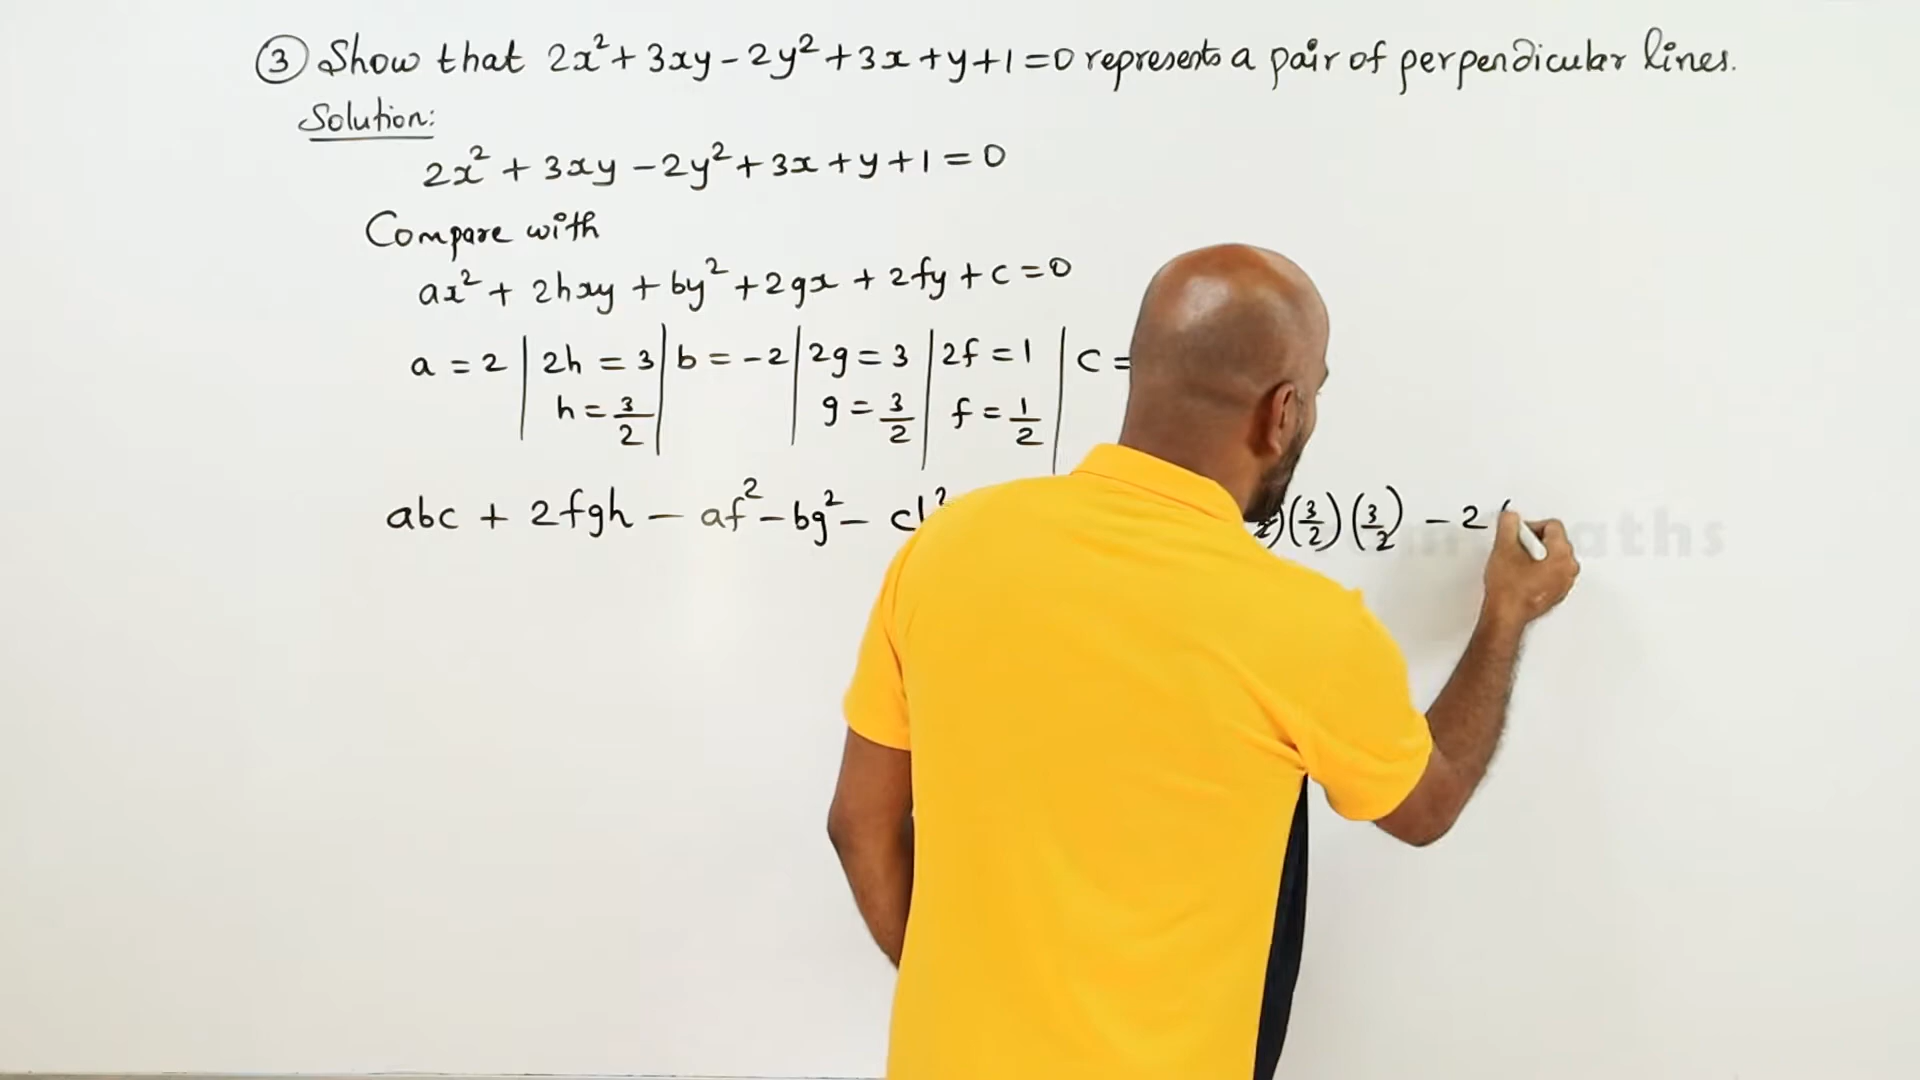 ③ Show that 2x² + 3xy - 2y² + 3x + y + 1 = 0 represents a pair of perpendicular lines.
Solution:
2x² + 3xy - 2y² + 3x + y + 1 = 0
Compare with
ax² + 2hxy + by² + 2gx + 2fy + c = 0
a = 2 | 2h = 3 | b = -2 | 2g = 3 | 2f = 1 | c =
h = 3/2 | g = 3/2 | f = 1/2
abc + 2fgh - af² - bg² - ch² (3/2)(3/2) - 2(